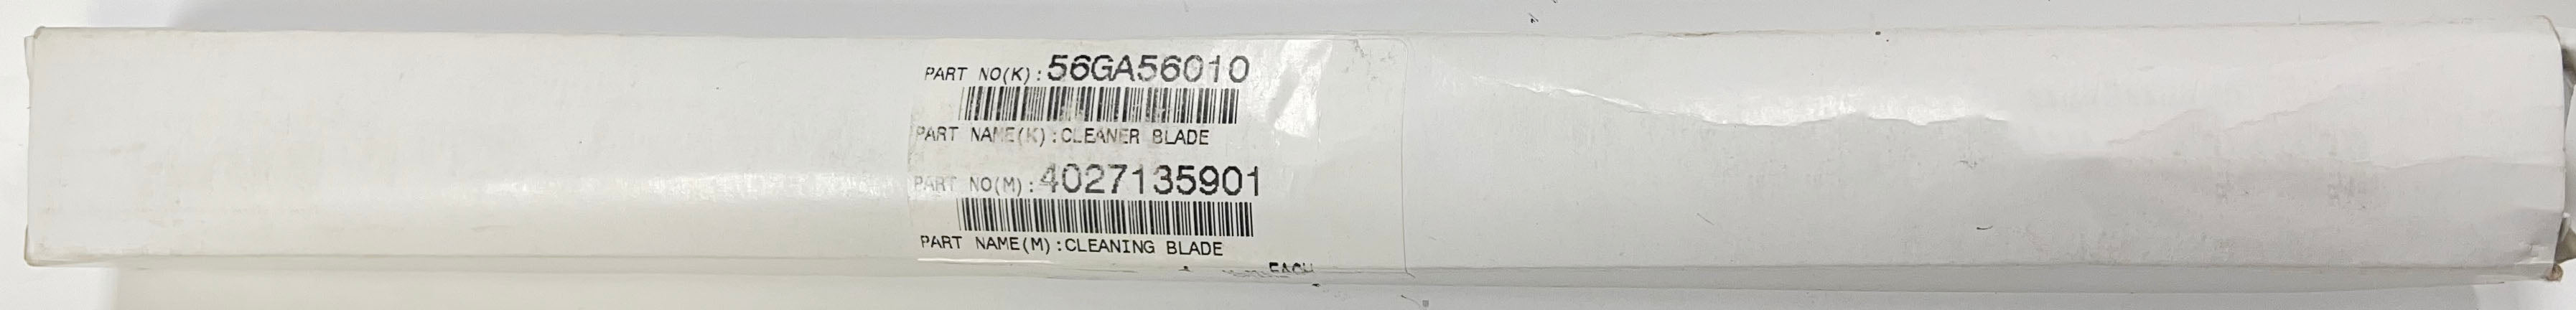 PART NO(K):56GA56010
PART NAME(K):CLEANER BLADE
PART NO(M):4027135901
PART NAME(M):CLEANING BLADE
EACH